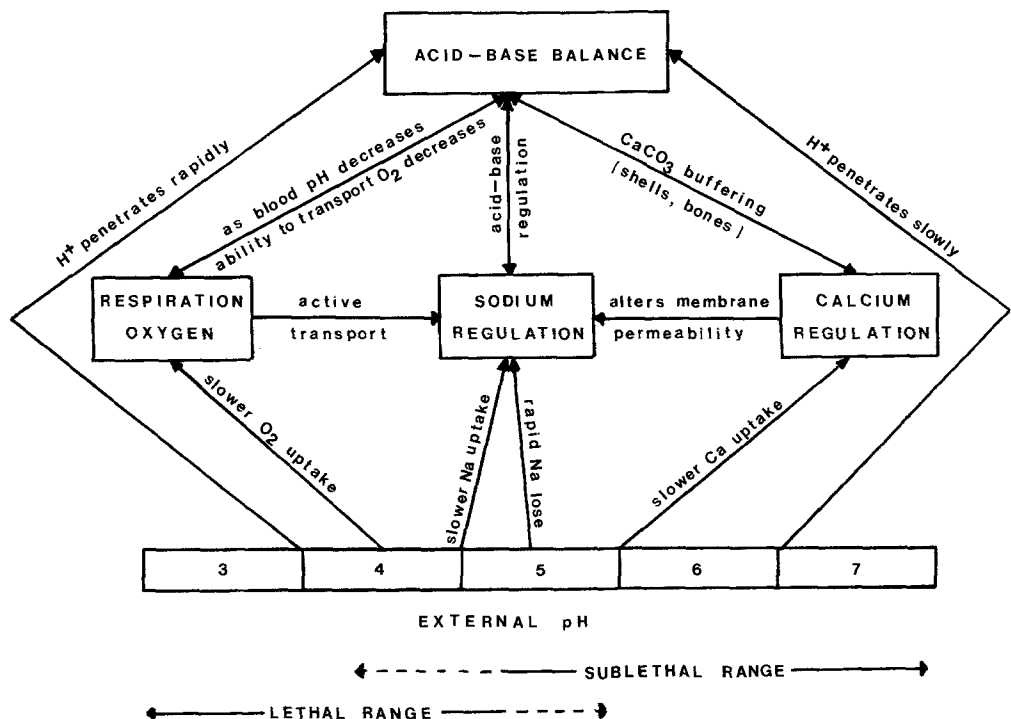 ACID–BASE BALANCE
H+ penetrates rapidly
as blood pH decreases
ability to transport O2 decreases
acid–base
regulation
CaCO3 buffering
(shells, bones)
H+ penetrates slowly
RESPIRATION
OXYGEN
active
transport
SODIUM
REGULATION
alters membrane
permeability
CALCIUM
REGULATION
slower O2 uptake
slower Na uptake
rapid Na lose
slower Ca uptake
3 4 5 6 7
EXTERNAL pH
SUBLETHAL RANGE
LETHAL RANGE